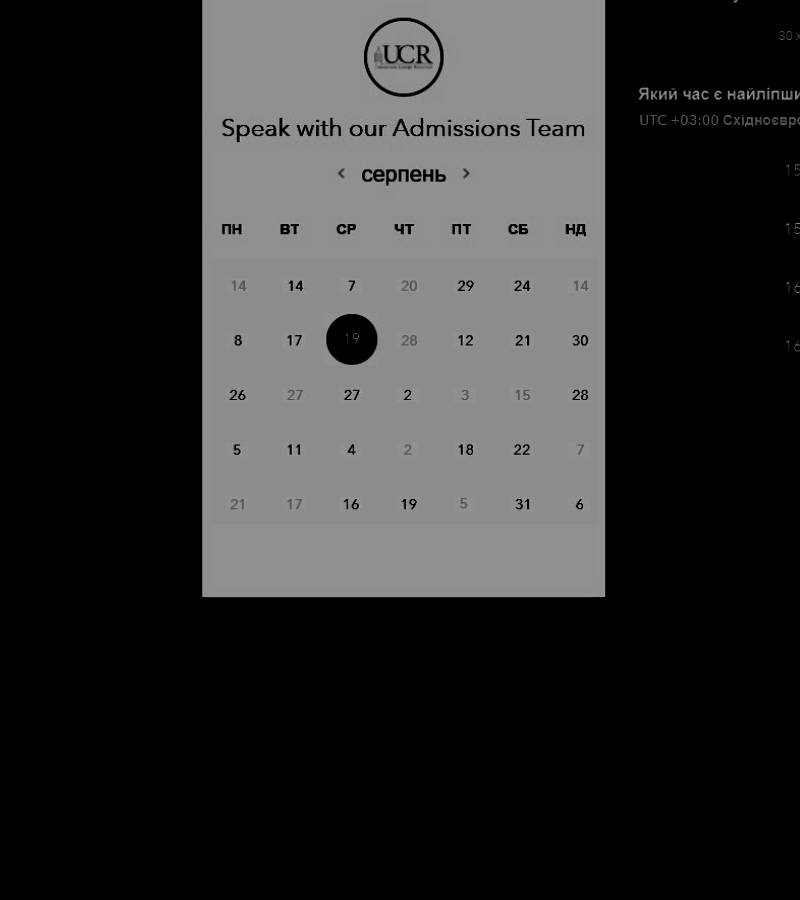 UCR
Speak with our Admissions Team
< серпень >
ПН ВТ СР ЧТ ПТ СБ НД
14 14 7 20 29 24 14
8 17 19 28 12 21 30
26 27 27 2 3 15 28
5 11 4 2 18 22 7
21 17 16 19 5 31 6
30
Який час є
UTC +03:00
15
15
16
16